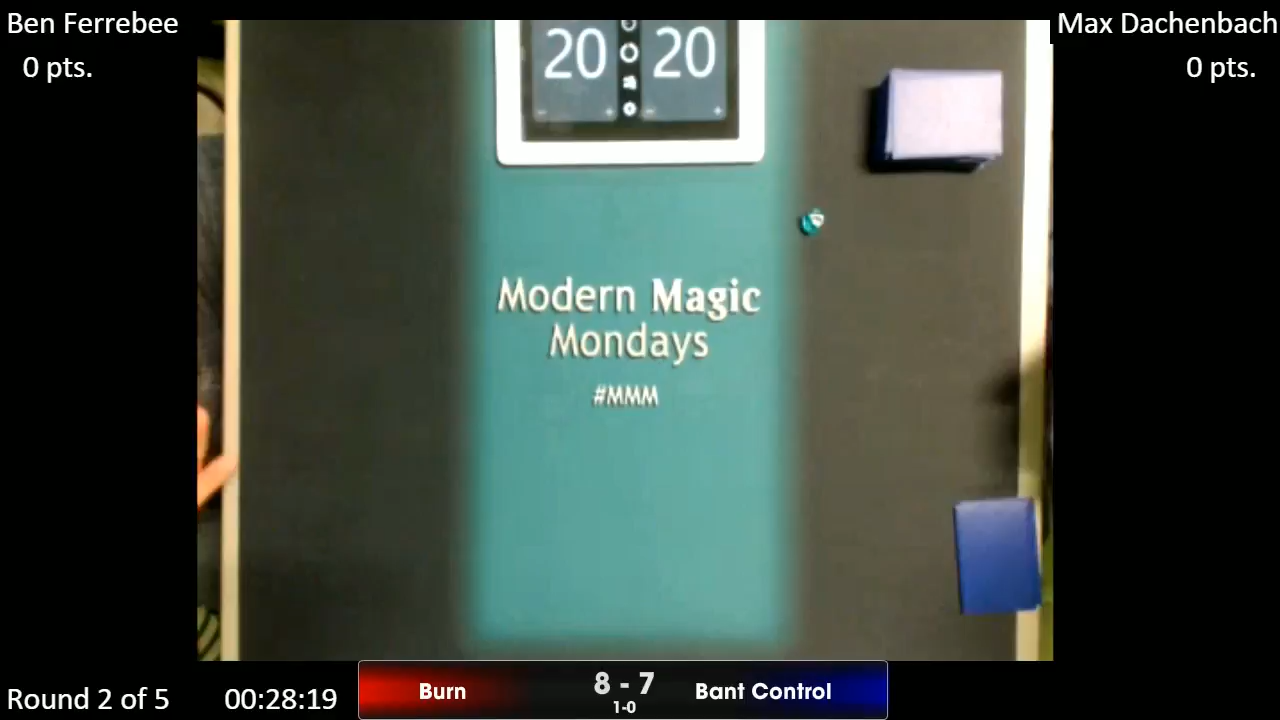 Ben Ferrebee
0 pts.
Max Dachenbach
0 pts.
20 20
- + - +
Modern Magic
Mondays
#MMM
Round 2 of 5 00:28:19
Burn 8 - 7 Bant Control
1-0